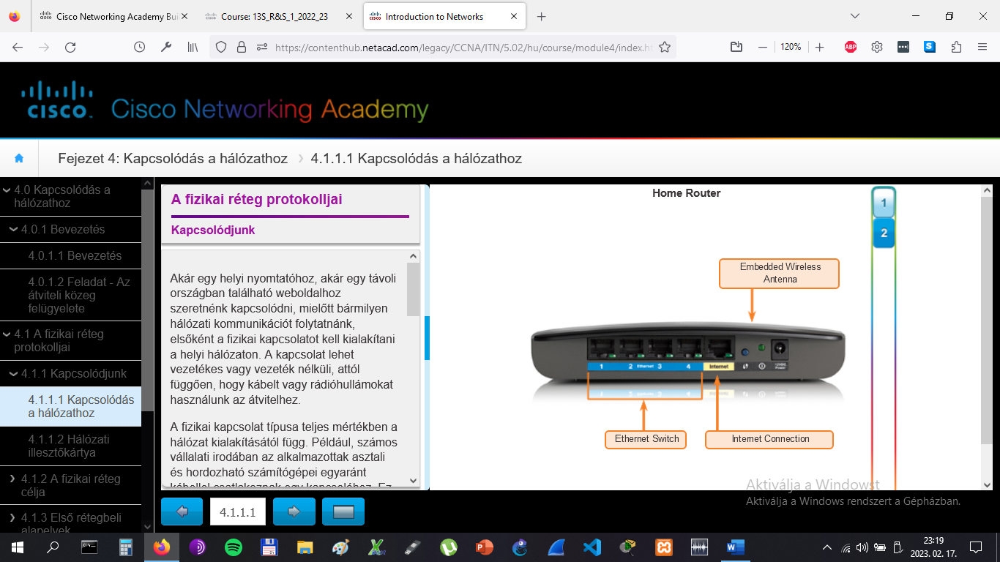 Cisco Networking Academy Bui
Course: 13S_R&S_1_2022_23
Introduction to Networks
https://contenthub.netacad.com/legacy/CCNA/ITN/5.02/hu/course/module4/index.ht
120%
ABP
CISCO
Cisco Networking Academy
Fejezet 4: Kapcsolódás a hálózathoz
4.1.1.1 Kapcsolódás a hálózathoz
4.0 Kapcsolódás a
hálózathoz
4.0.1 Bevezetés
4.0.1.1 Bevezetés
4.0.1.2 Feladat - Az
átviteli közeg
felügyelete
4.1 A fizikai réteg
protokolljai
4.1.1 Kapcsolódjunk
4.1.1.1 Kapcsolódás
a hálózathoz
4.1.1.2 Hálózati
illesztőkártya
4.1.2 A fizikai réteg
célja
4.1.3 Első rétegbeli
alapelvek
A fizikai réteg protokolljai
Kapcsolódjunk
Akár egy helyi nyomtatóhoz, akár egy távoli
országban található weboldalhoz
szeretnénk kapcsolódni, mielőtt bármilyen
hálózati kommunikációt folytatnánk,
elsőként a fizikai kapcsolatot kell kialakítani
a helyi hálózaton. A kapcsolat lehet
vezetékes vagy vezeték nélküli, attól
függően, hogy kábelt vagy rádióhullámokat
használunk az átvitelhez.
A fizikai kapcsolat típusa teljes mértékben a
hálózat kialakításától függ. Például, számos
vállalati irodában az alkalmazottak asztali
és hordozható számítógépei egyaránt
kábellel csatlakoznak egy kapcsolóhoz. Ez
4.1.1.1
Home Router
1
2
Embedded Wireless
Antenna
1 2 Ethernet 3 4 Internet
12VDC
Power
Ethernet Switch
Internet Connection
Aktiválja a Windowst
Aktiválja a Windows rendszert a Gépházban.
23:19
2023. 02. 17.